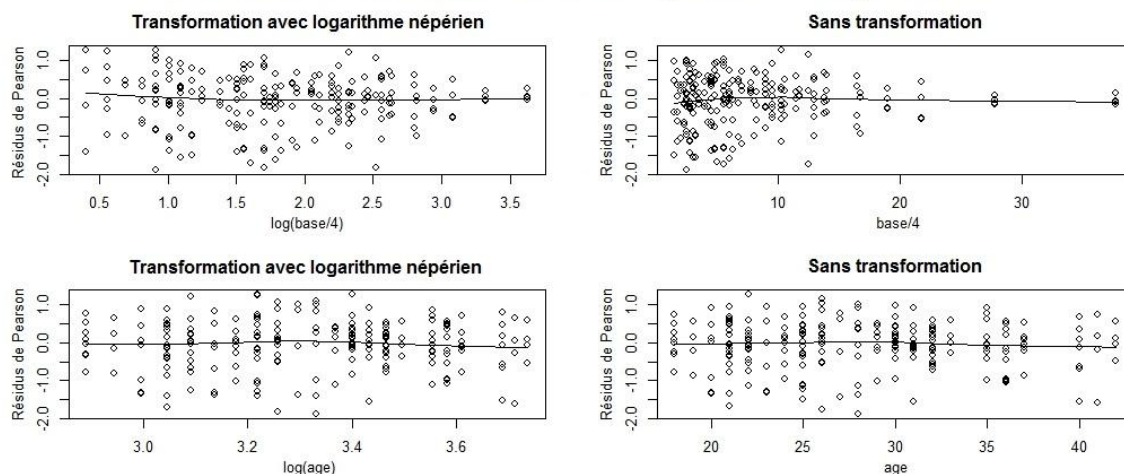 Transformation avec logarithme népérien
Résidus de Pearson
1.0
0.0
-1.0
-2.0
0.5 1.0 1.5 2.0 2.5 3.0 3.5
log(base/4)
Sans transformation
Résidus de Pearson
1.0
0.0
-1.0
-2.0
10 20 30
base/4
Transformation avec logarithme népérien
Résidus de Pearson
1.0
0.0
-1.0
-2.0
3.0 3.2 3.4 3.6
log(age)
Sans transformation
Résidus de Pearson
1.0
0.0
-1.0
-2.0
20 25 30 35 40
age